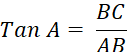 Tan A = BC/AB